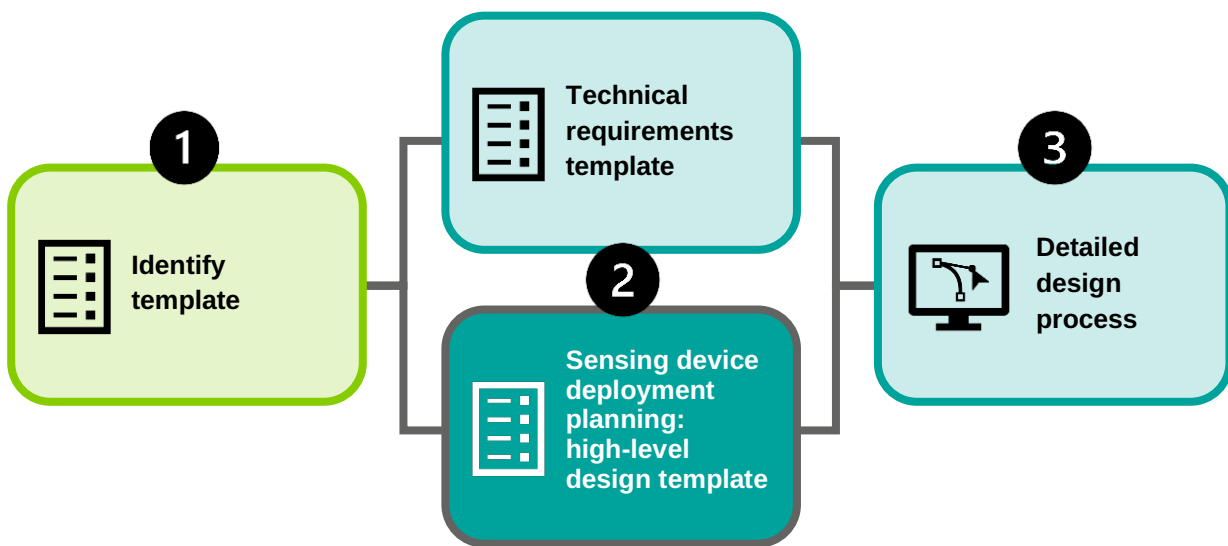 1
Identify
template
Technical
requirements
template
2
Sensing device
deployment
planning:
high-level
design template
3
Detailed
design
process